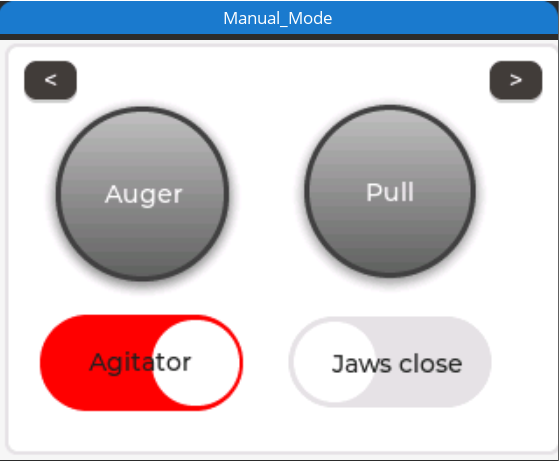 Manual_Mode
< >
Auger Pull
Agitator Jaws close